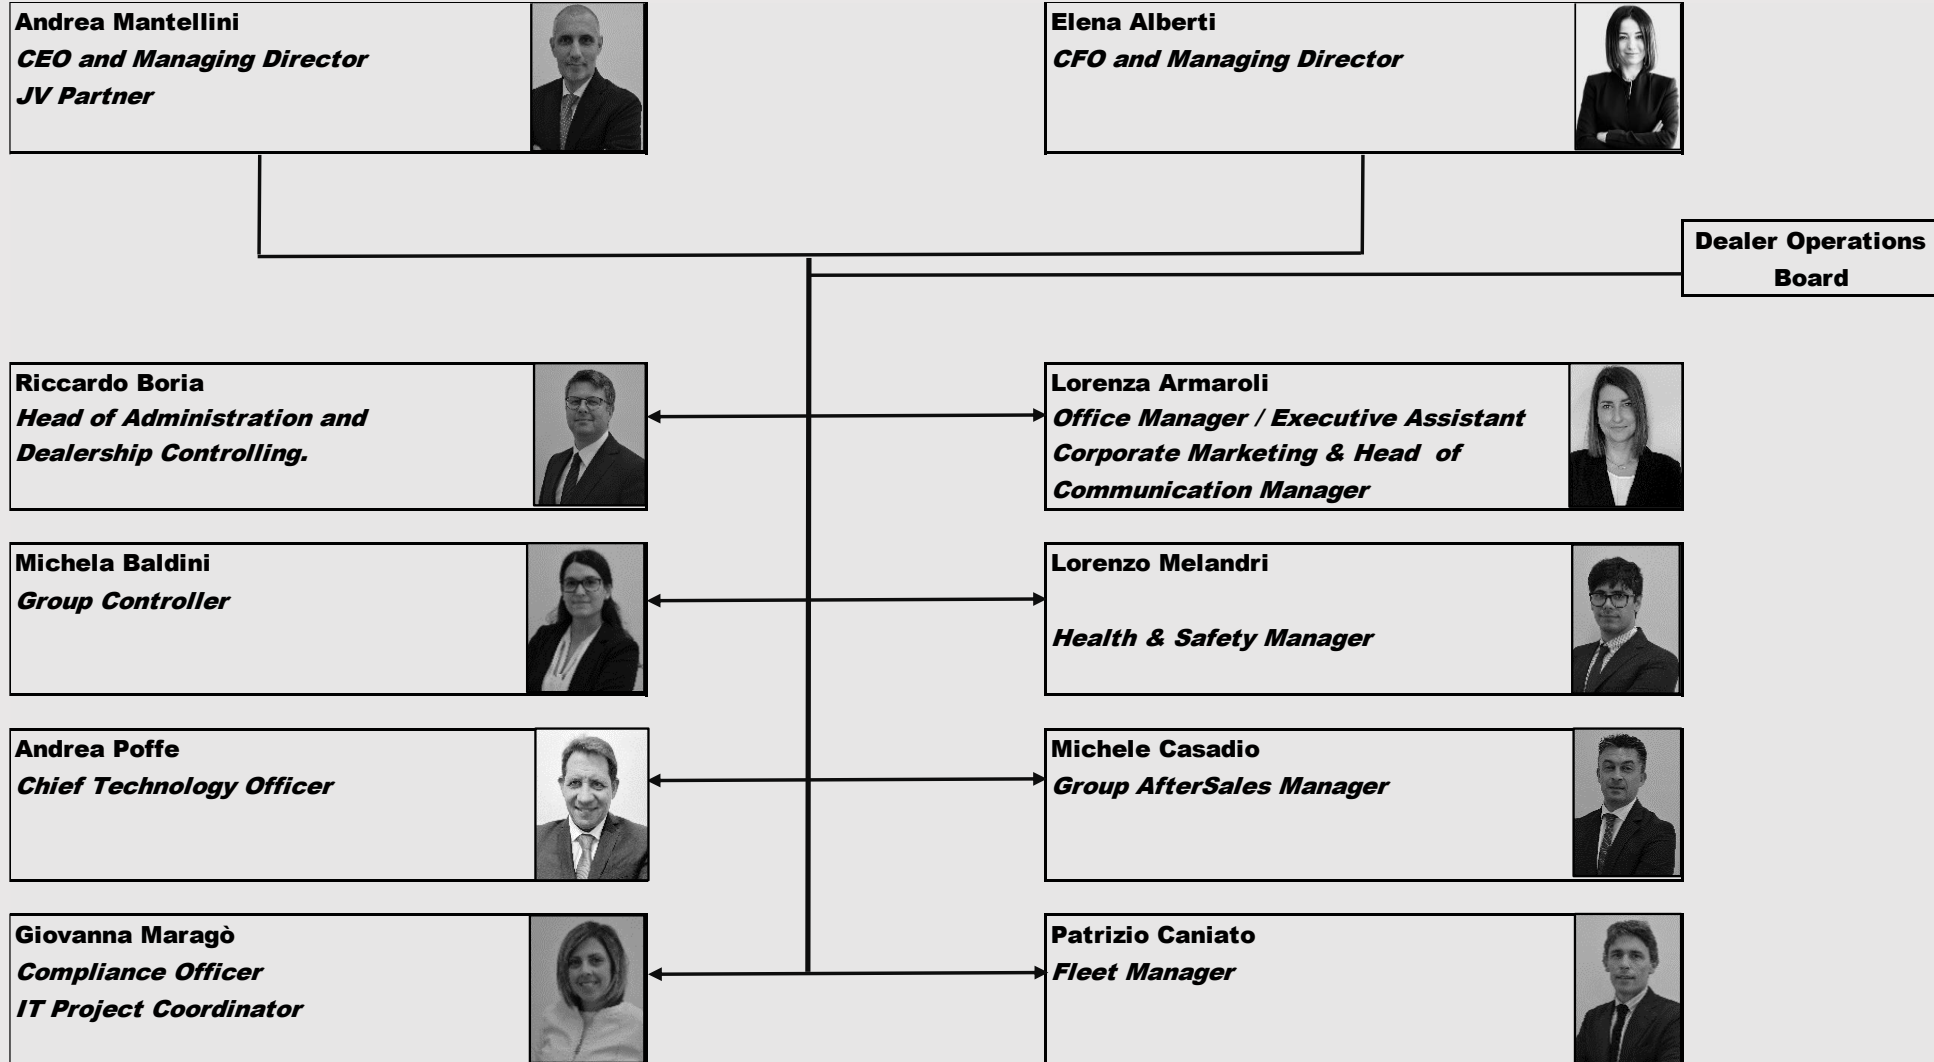 Andrea Mantellini
CEO and Managing Director
JV Partner
Elena Alberti
CFO and Managing Director
Dealer Operations
Board
Riccardo Boria
Head of Administration and
Dealership Controlling.
Lorenza Armaroli
Office Manager / Executive Assistant
Corporate Marketing & Head  of
Communication Manager
Michela Baldini
Group Controller
Lorenzo Melandri
Health & Safety Manager
Andrea Poffe
Chief Technology Officer
Michele Casadio
Group AfterSales Manager
Giovanna Maragò
Compliance Officer
IT Project Coordinator
Patrizio Caniato
Fleet Manager